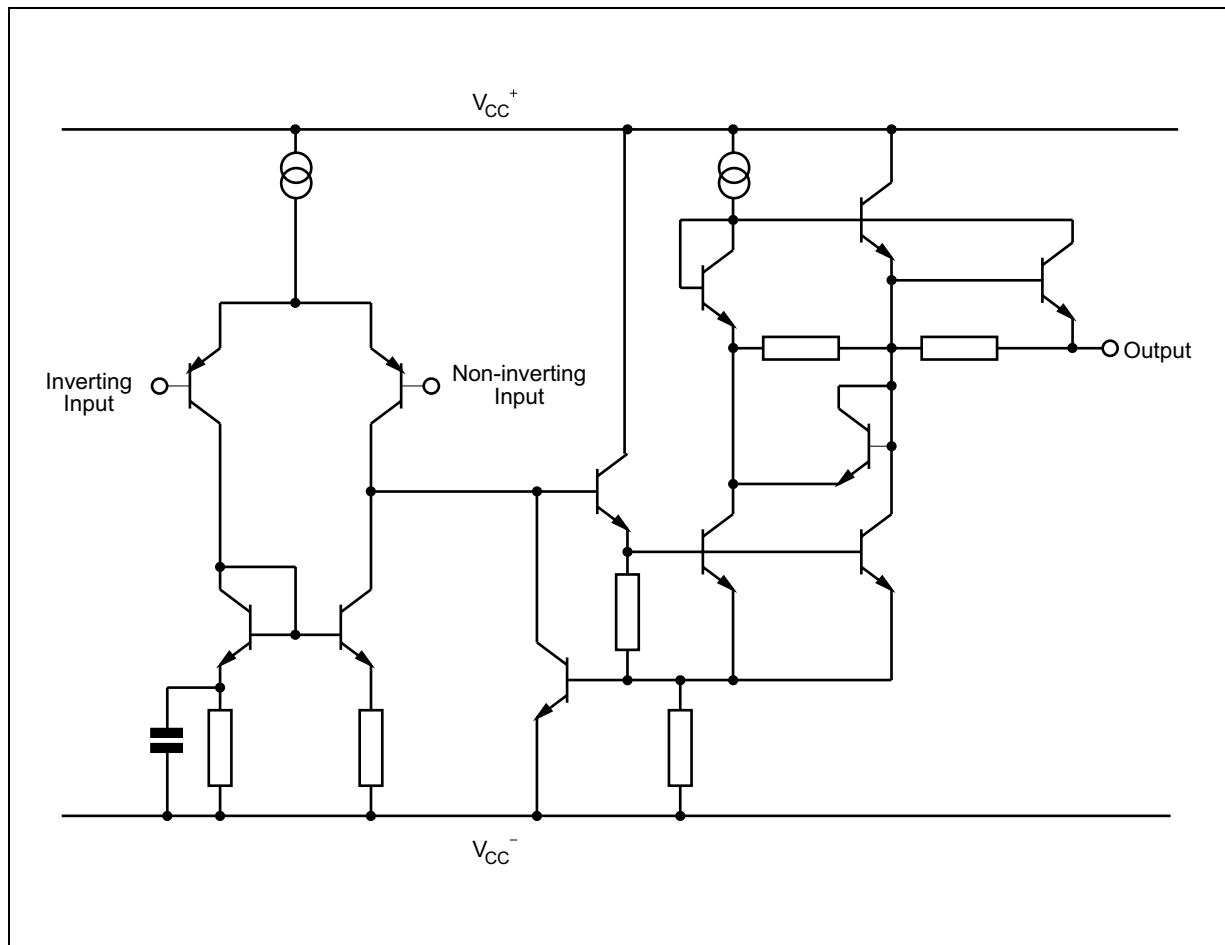 VCC+
Inverting
Input
Non-inverting
Input
Output
VCC−